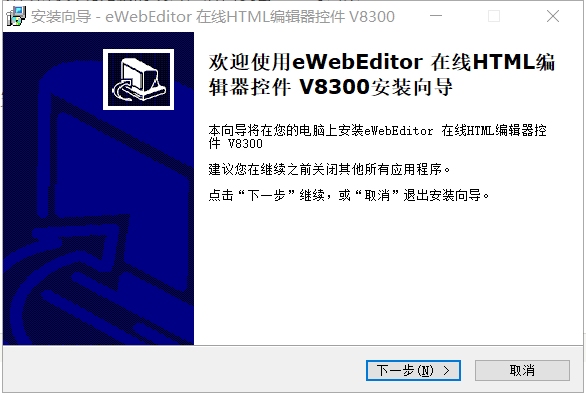 安装向导 - eWebEditor 在线HTML编辑器控件 V8300
欢迎使用eWebEditor 在线HTML编
辑器控件 V8300安装向导
本向导将在您的电脑上安装eWebEditor 在线HTML编辑器控
件 V8300
建议您在继续之前关闭其他所有应用程序。
点击“下一步”继续，或“取消”退出安装向导。
下一步(N) >
取消